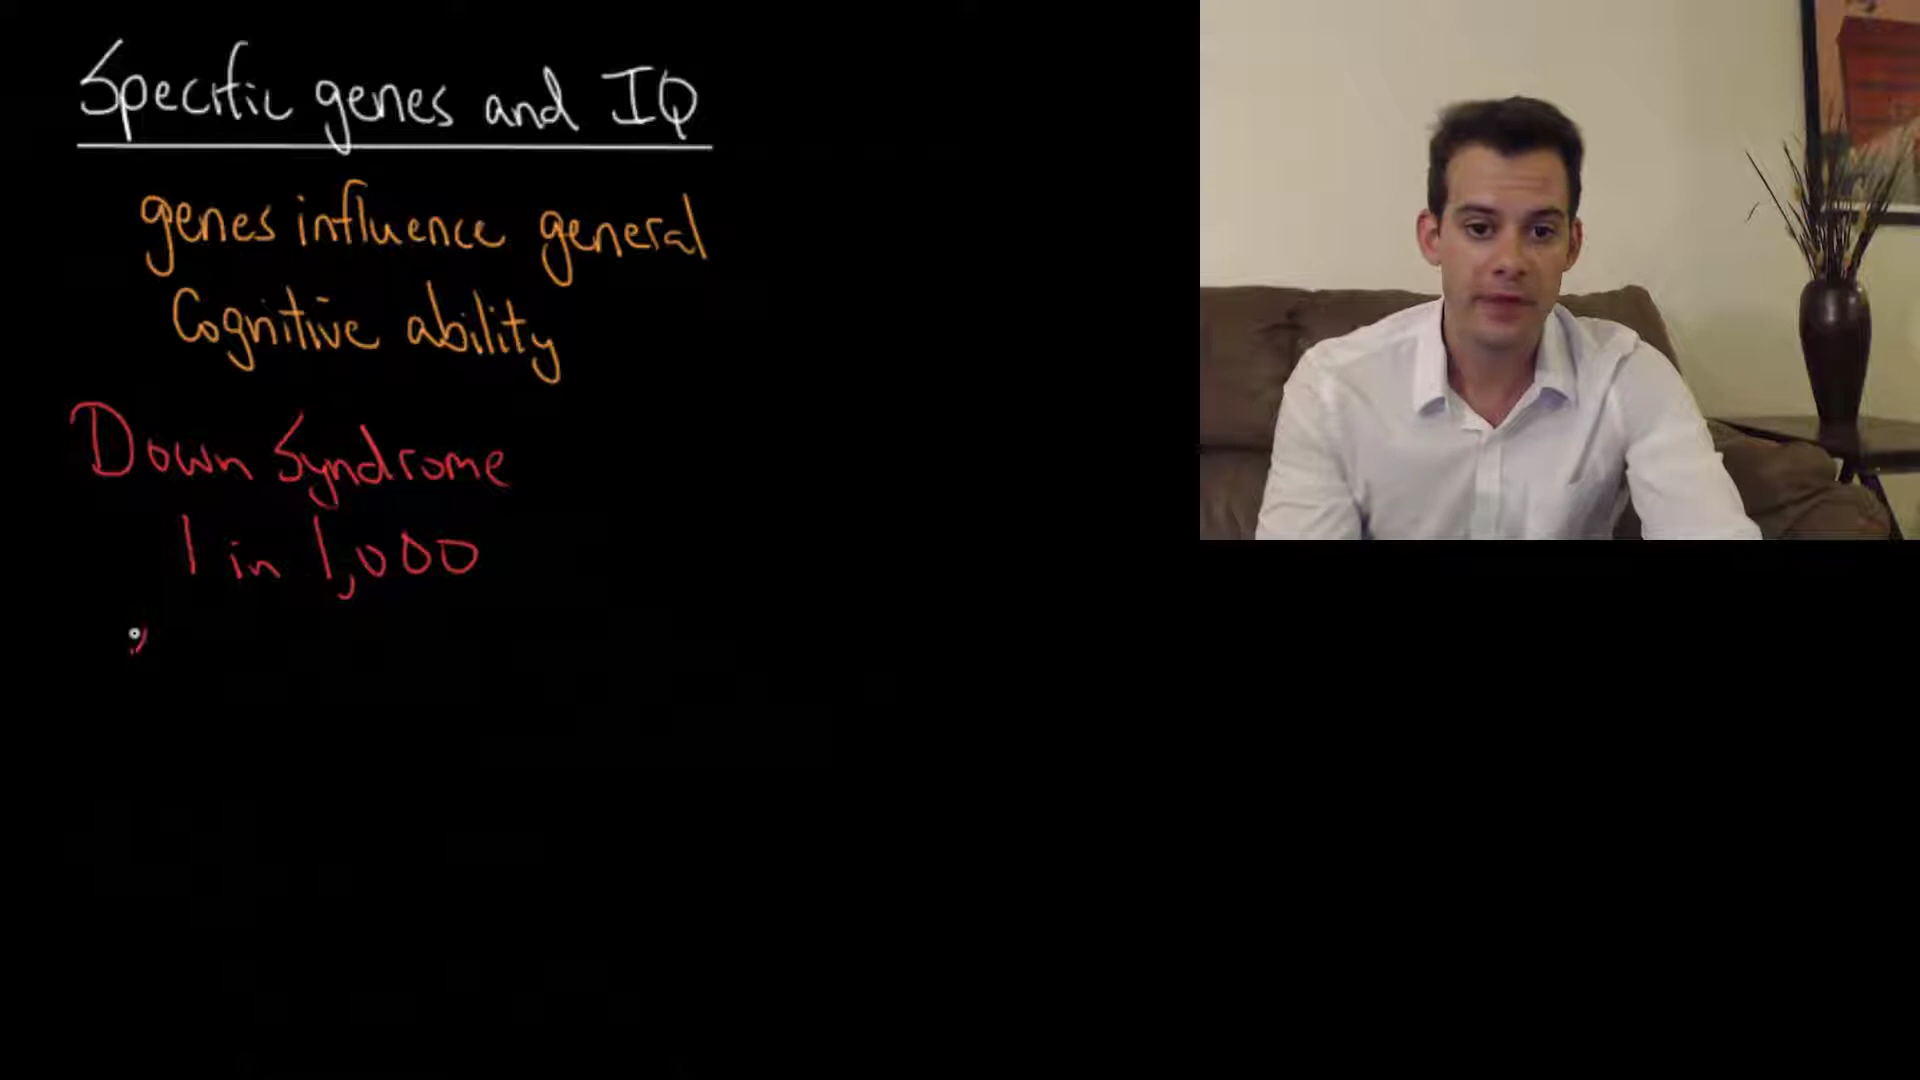 Specific genes and IQ
genes influence general
Cognitive ability
Down Syndrome
1 in 1,000